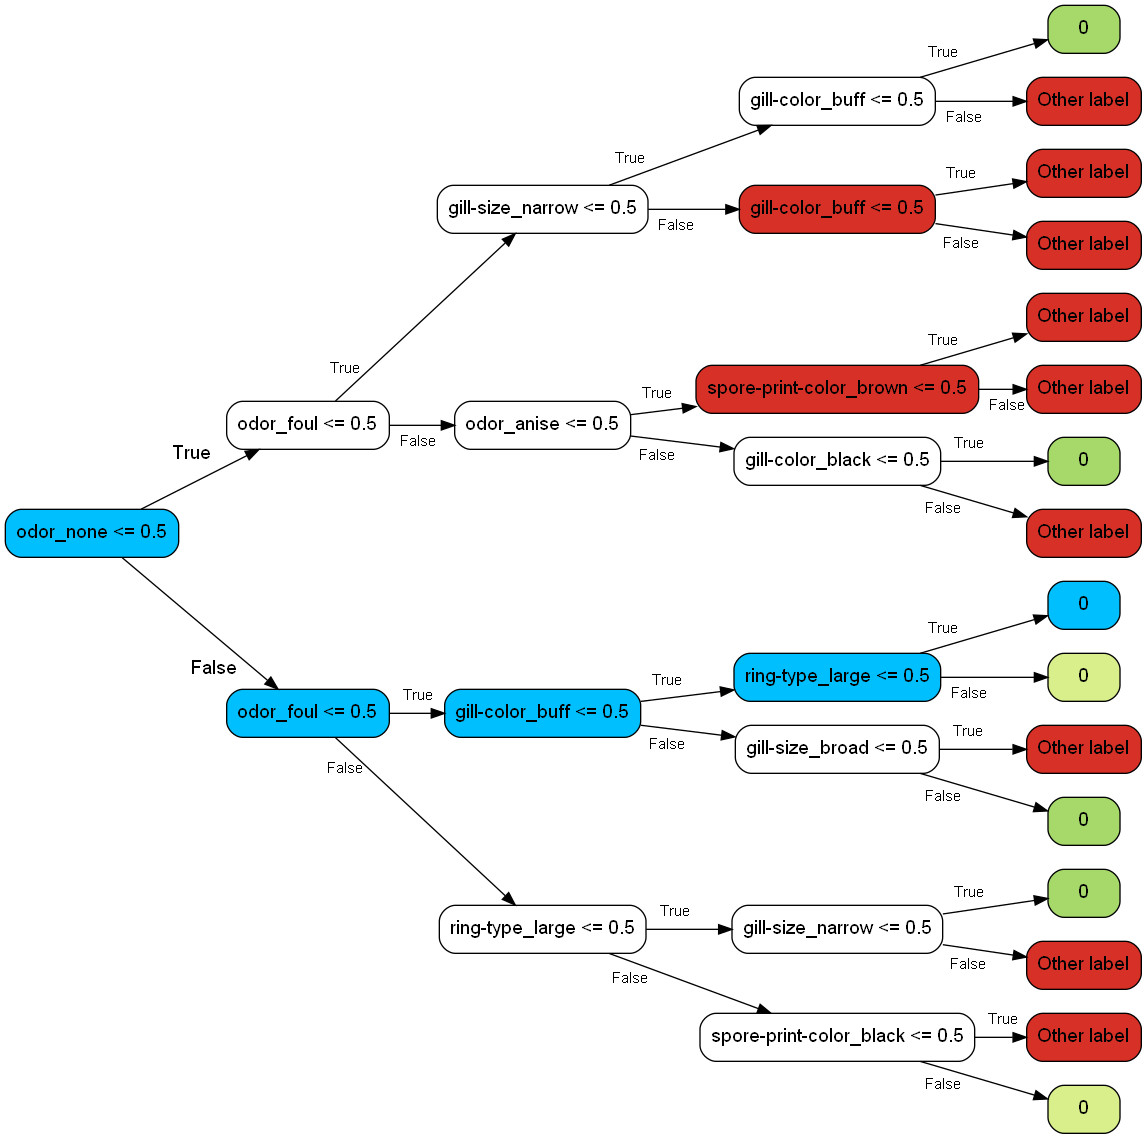 0
True
gill-color_buff <= 0.5
Other label
False
True
Other label
True
gill-size_narrow <= 0.5
gill-color_buff <= 0.5
False
False
Other label
Other label
True
True
spore-print-color_brown <= 0.5
Other label
True
False
odor_foul <= 0.5
odor_anise <= 0.5
False
True
False
gill-color_black <= 0.5
True
0
False
odor_none <= 0.5
Other label
0
True
False
ring-type_large <= 0.5
0
True
True
False
odor_foul <= 0.5
gill-color_buff <= 0.5
True
False
gill-size_broad <= 0.5
Other label
False
False
0
True
True
0
ring-type_large <= 0.5
gill-size_narrow <= 0.5
False
Other label
False
True
spore-print-color_black <= 0.5
Other label
False
0